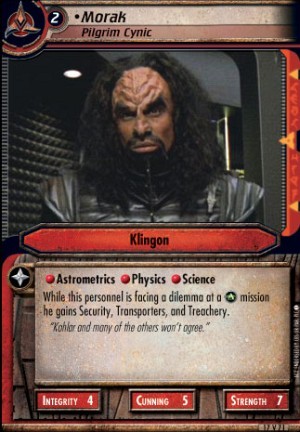 2 •Morak
Pilgrim Cynic
Klingon
Astrometrics Physics Science
While this personnel is facing a dilemma at a mission
he gains Security, Transporters, and Treachery.
"Kohlar and many of the others won't agree."
INTEGRITY 4 CUNNING 5 STRENGTH 7